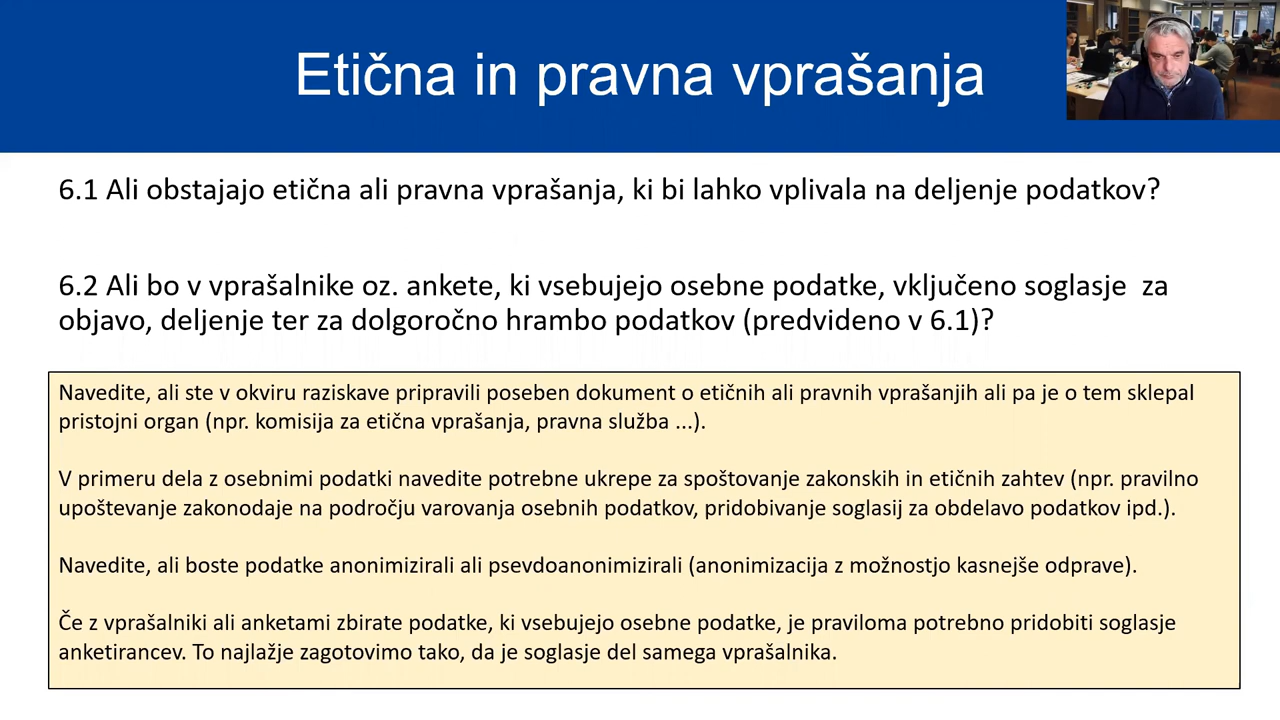 Etična in pravna vprašanja
6.1 Ali obstajajo etična ali pravna vprašanja, ki bi lahko vplivala na deljenje podatkov?
6.2 Ali bo v vprašalnike oz. ankete, ki vsebujejo osebne podatke, vključeno soglasje za
objavo, deljenje ter za dolgoročno hrambo podatkov (predvideno v 6.1)?
Navedite, ali ste v okviru raziskave pripravili poseben dokument o etičnih ali pravnih vprašanjih ali pa je o tem sklepal
pristojni organ (npr. komisija za etična vprašanja, pravna služba ...).
V primeru dela z osebnimi podatki navedite potrebne ukrepe za spoštovanje zakonskih in etičnih zahtev (npr. pravilno
upoštevanje zakonodaje na področju varovanja osebnih podatkov, pridobivanje soglasij za obdelavo podatkov ipd.).
Navedite, ali boste podatke anonimizirali ali psevdoanonimizirali (anonimizacija z možnostjo kasnejše odprave).
Če z vprašalniki ali anketami zbirate podatke, ki vsebujejo osebne podatke, je praviloma potrebno pridobiti soglasje
anketirancev. To najlažje zagotovimo tako, da je soglasje del samega vprašalnika.